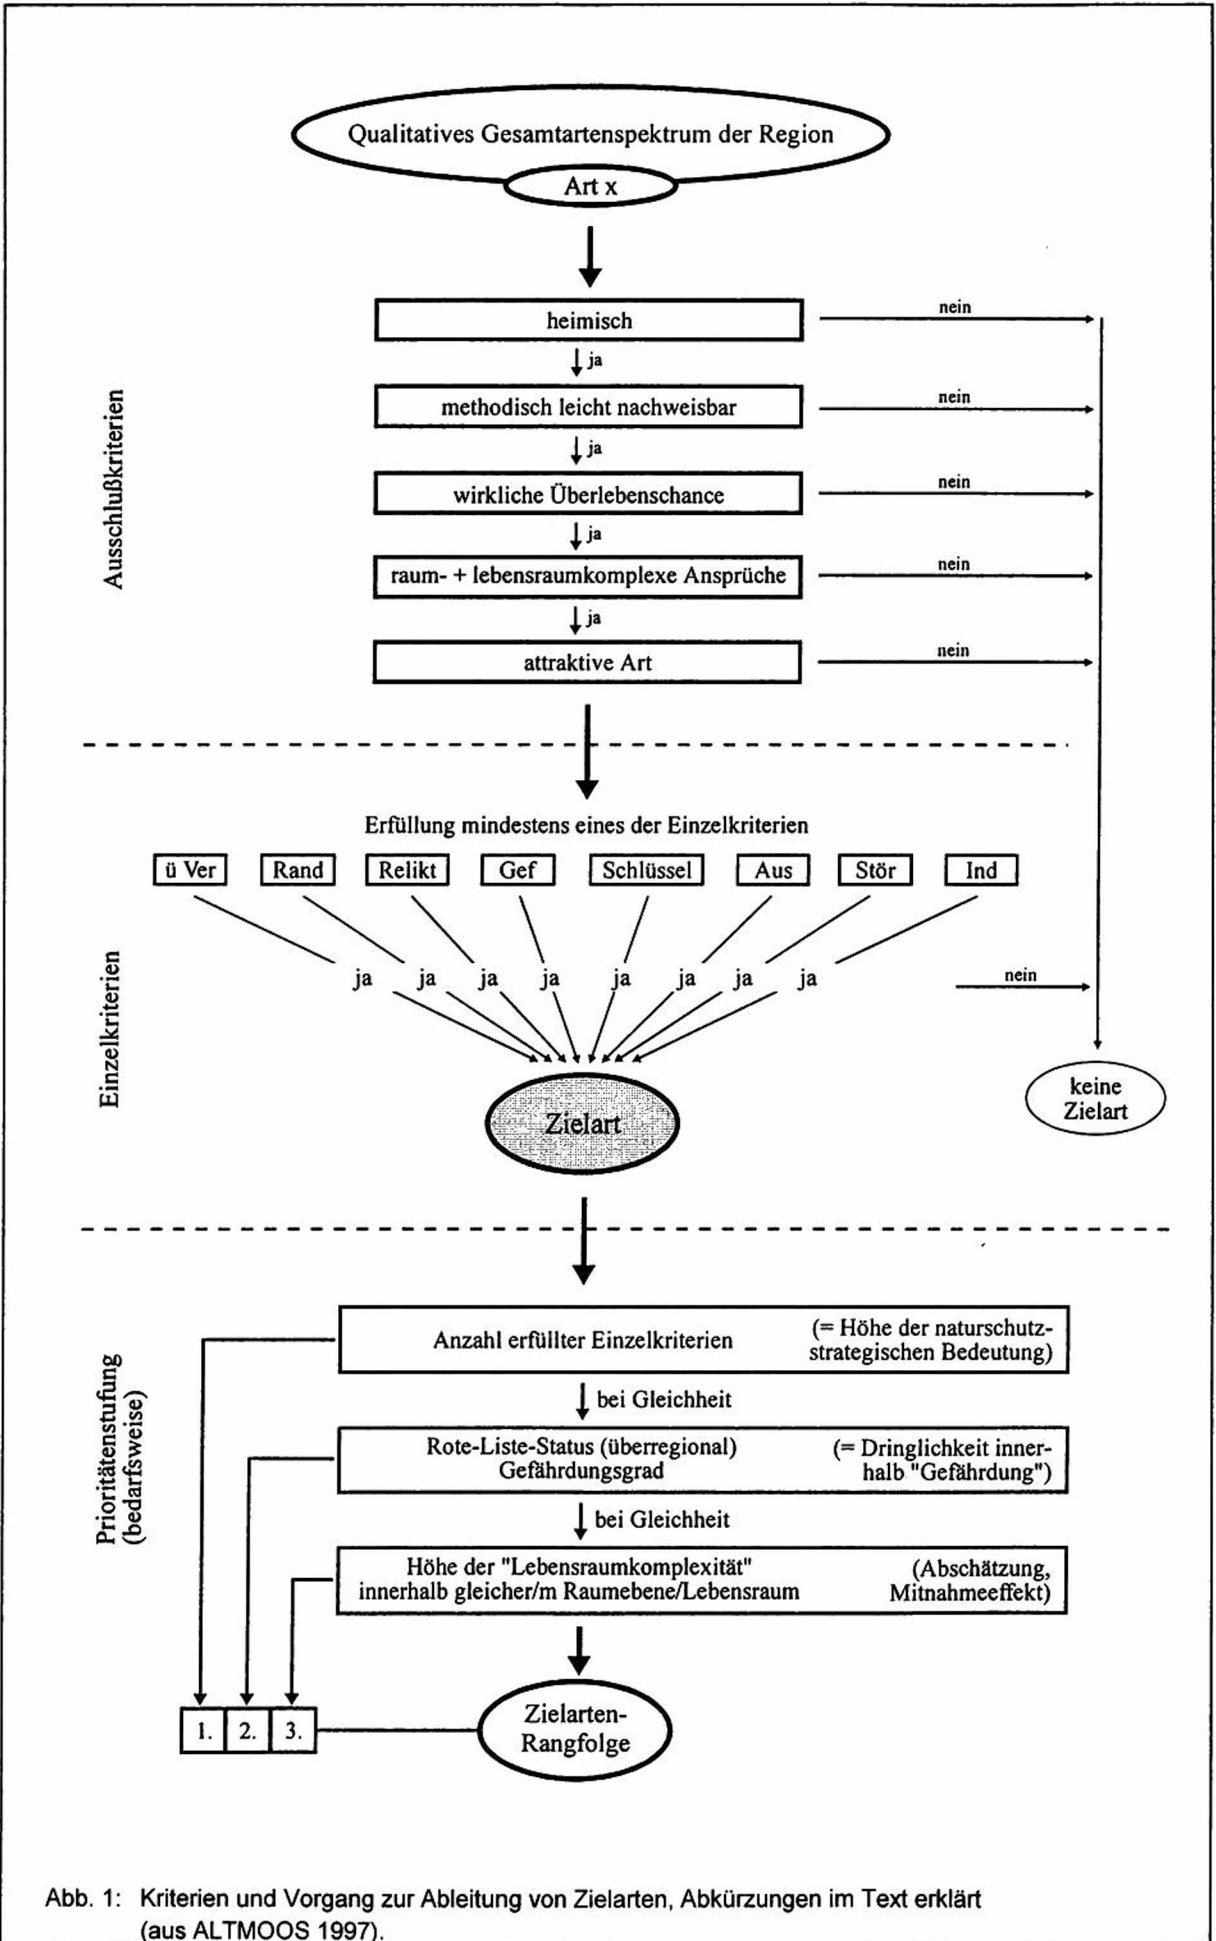 Qualitatives Gesamtartenspektrum der Region
Art x
Ausschlußkriterien
heimisch
nein
ja
methodisch leicht nachweisbar
nein
ja
wirkliche Überlebenschance
nein
ja
raum- + lebensraumkomplexe Ansprüche
nein
ja
attraktive Art
nein
Einzelkriterien
Erfüllung mindestens eines der Einzelkriterien
ü Ver
Rand
Relikt
Gef
Schlüssel
Aus
Stör
Ind
ja
ja
ja
ja
ja
ja
ja
ja
nein
Zielart
keine
Zielart
Prioritätenstufung
(bedarfsweise)
Anzahl erfüllter Einzelkriterien
(= Höhe der naturschutz-
strategischen Bedeutung)
bei Gleichheit
Rote-Liste-Status (überregional)
Gefährdungsgrad
(= Dringlichkeit inner-
halb "Gefährdung")
bei Gleichheit
Höhe der "Lebensraumkomplexität"
innerhalb gleicher/m Raumebene/Lebensraum
(Abschätzung,
Mitnahmeeffekt)
1.
2.
3.
Zielarten-
Rangfolge
Abb. 1: Kriterien und Vorgang zur Ableitung von Zielarten, Abkürzungen im Text erklärt
(aus ALTMOOS 1997).